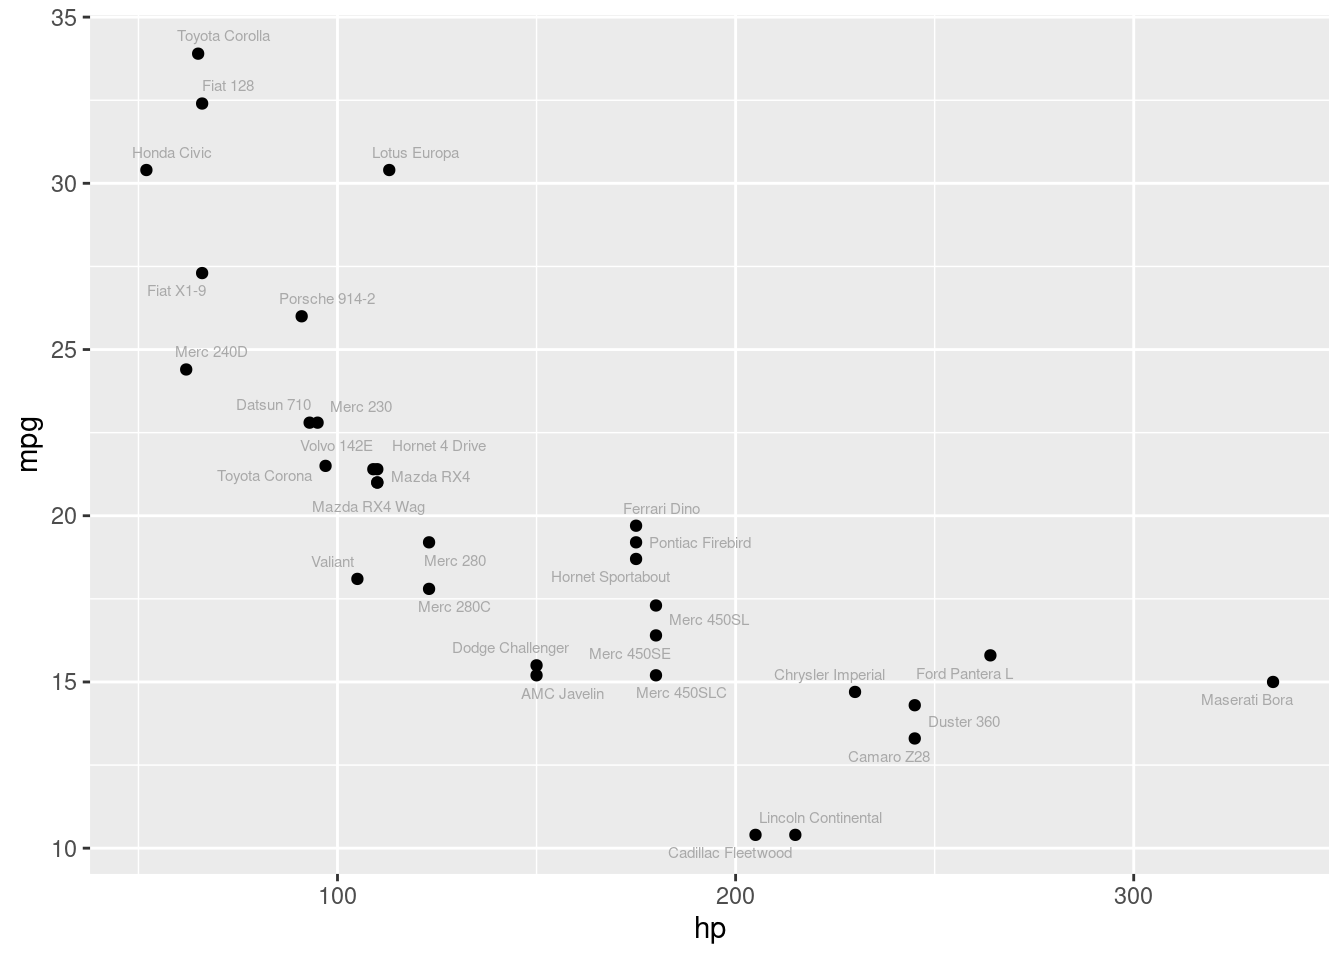 35
Toyota Corolla
Fiat 128
Honda Civic
Lotus Europa
30
Fiat X1-9
Porsche 914-2
25
Merc 240D
Datsun 710
Merc 230
mpg
Volvo 142E
Hornet 4 Drive
Toyota Corona
Mazda RX4
Mazda RX4 Wag
20
Ferrari Dino
Pontiac Firebird
Valiant
Merc 280
Hornet Sportabout
Merc 280C
Merc 450SL
Dodge Challenger
Merc 450SE
Chrysler Imperial
Ford Pantera L
15
AMC Javelin
Merc 450SLC
Maserati Bora
Duster 360
Camaro Z28
Lincoln Continental
Cadillac Fleetwood
10
100
200
300
hp